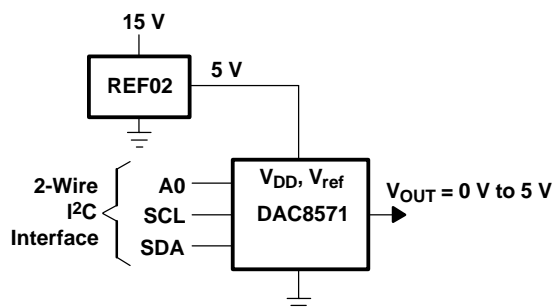 15 V
REF02
5 V
2-Wire
I²C
Interface
A0
SCL
SDA
VDD, Vref
DAC8571
VOUT = 0 V to 5 V